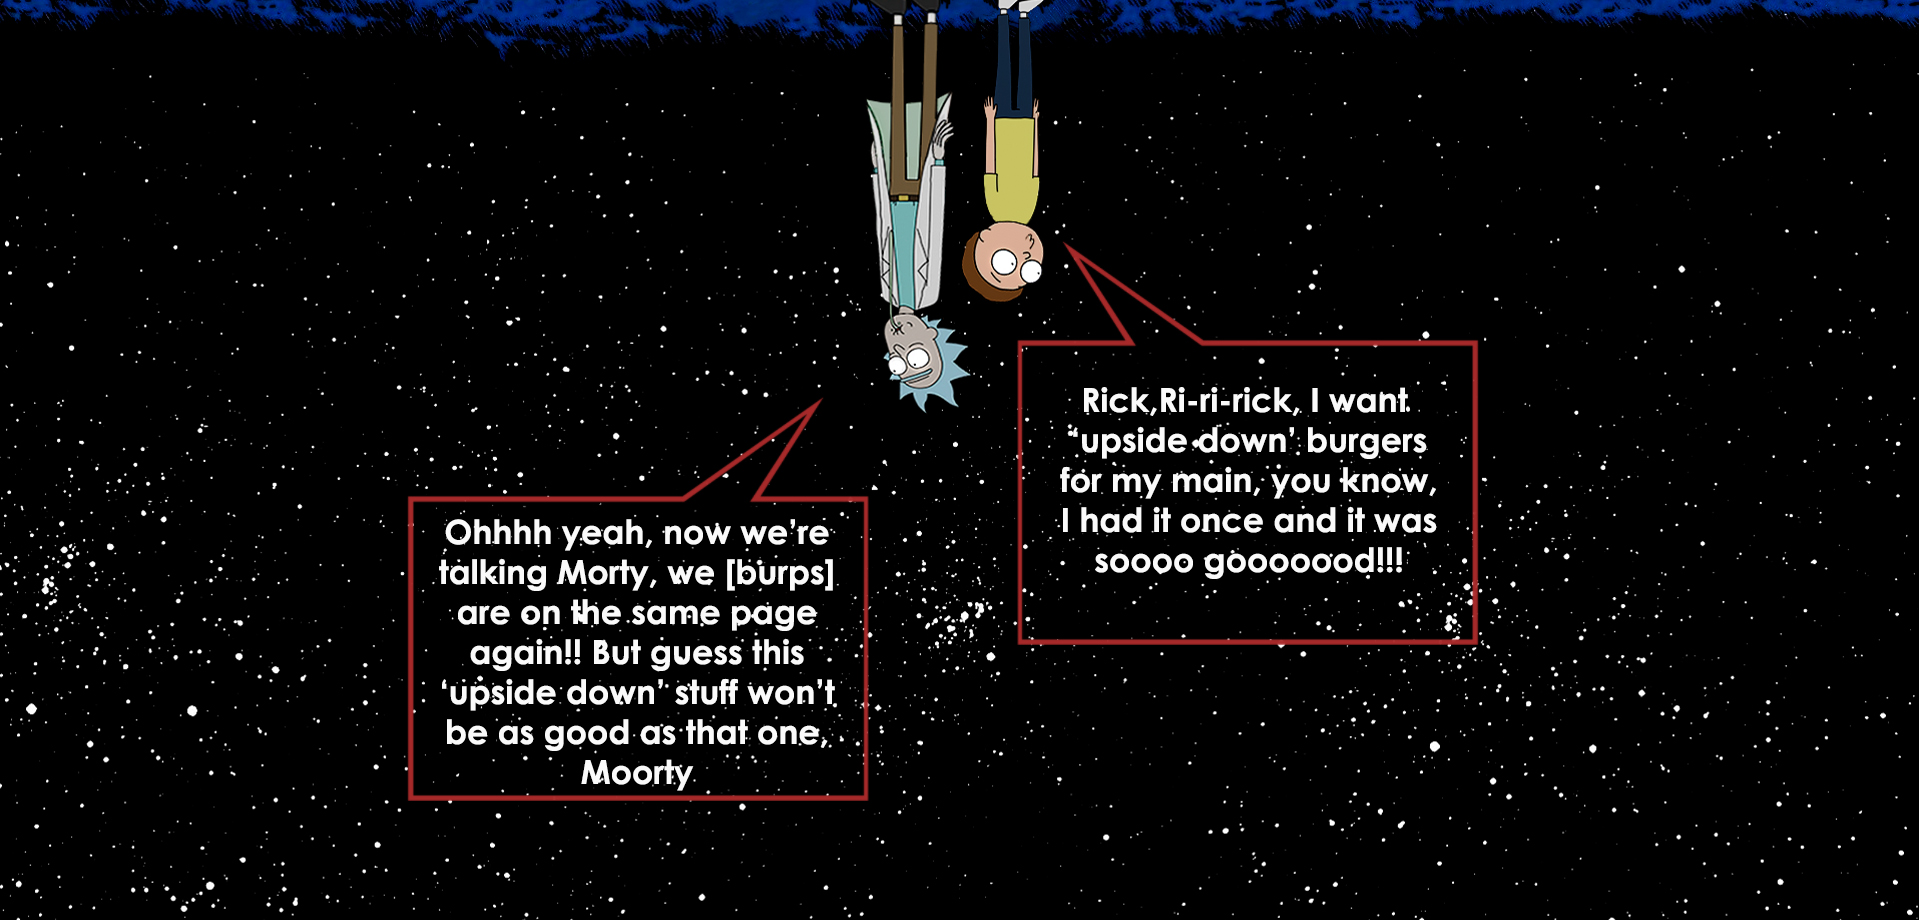 Rick,Ri-ri-rick, I want
‘upside down’ burgers
for my main, you know,
I had it once and it was
soooo gooooood!!!
Ohhhh yeah, now we’re
talking Morty, we [burps]
are on the same page
again!! But guess this
‘upside down’ stuff won’t
be as good as that one,
Moorty